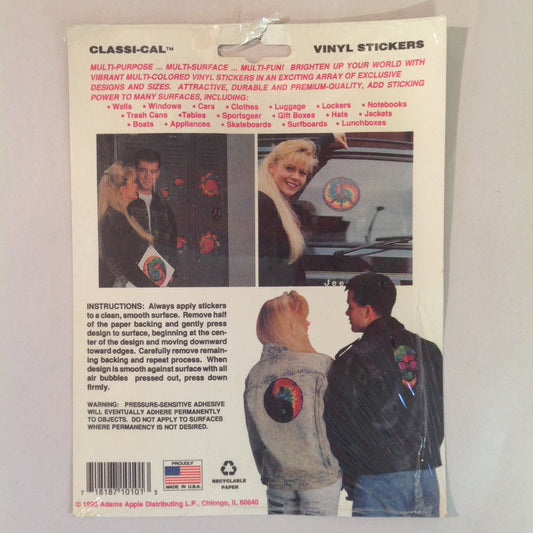 CLASSI-CAL™ VINYL STICKERS
MULTI-PURPOSE ... MULTI-SURFACE ... MULTI-FUN! BRIGHTEN UP YOUR WORLD WITH
VIBRANT MULTI-COLORED VINYL STICKERS IN AN EXCITING ARRAY OF EXCLUSIVE
DESIGNS AND SIZES. ATTRACTIVE, DURABLE AND PREMIUM-QUALITY, ADD STICKING
POWER TO MANY SURFACES, INCLUDING:
• Walls • Windows • Cars • Clothes • Luggage • Lockers • Notebooks
• Trash Cans •Tables • Sportsgear • Gift Boxes • Hats • Jackets
• Boats • Appliances • Skateboards • Surfboards • Lunchboxes
Jeep
INSTRUCTIONS: Always apply stickers
to a clean, smooth surface. Remove half
of the paper backing and gently press
design to surface, beginning at the cen-
ter of the design and moving downward
toward edges. Carefully remove remain-
ing backing and repeat process. When
design is smooth against surface with all
air bubbles pressed out, press down
firmly.
WARNING: PRESSURE-SENSITIVE ADHESIVE
WILL EVENTUALLY ADHERE PERMANENTLY
TO OBJECTS. DO NOT APPLY TO SURFACES
WHERE PERMANENCY IS NOT DESIRED.
PROUDLY
MADE IN U.S.A.
RECYCLABLE
PAPER
7 18187 10101 3
Adams Apple Distributing L.P., Chicago, IL 60640